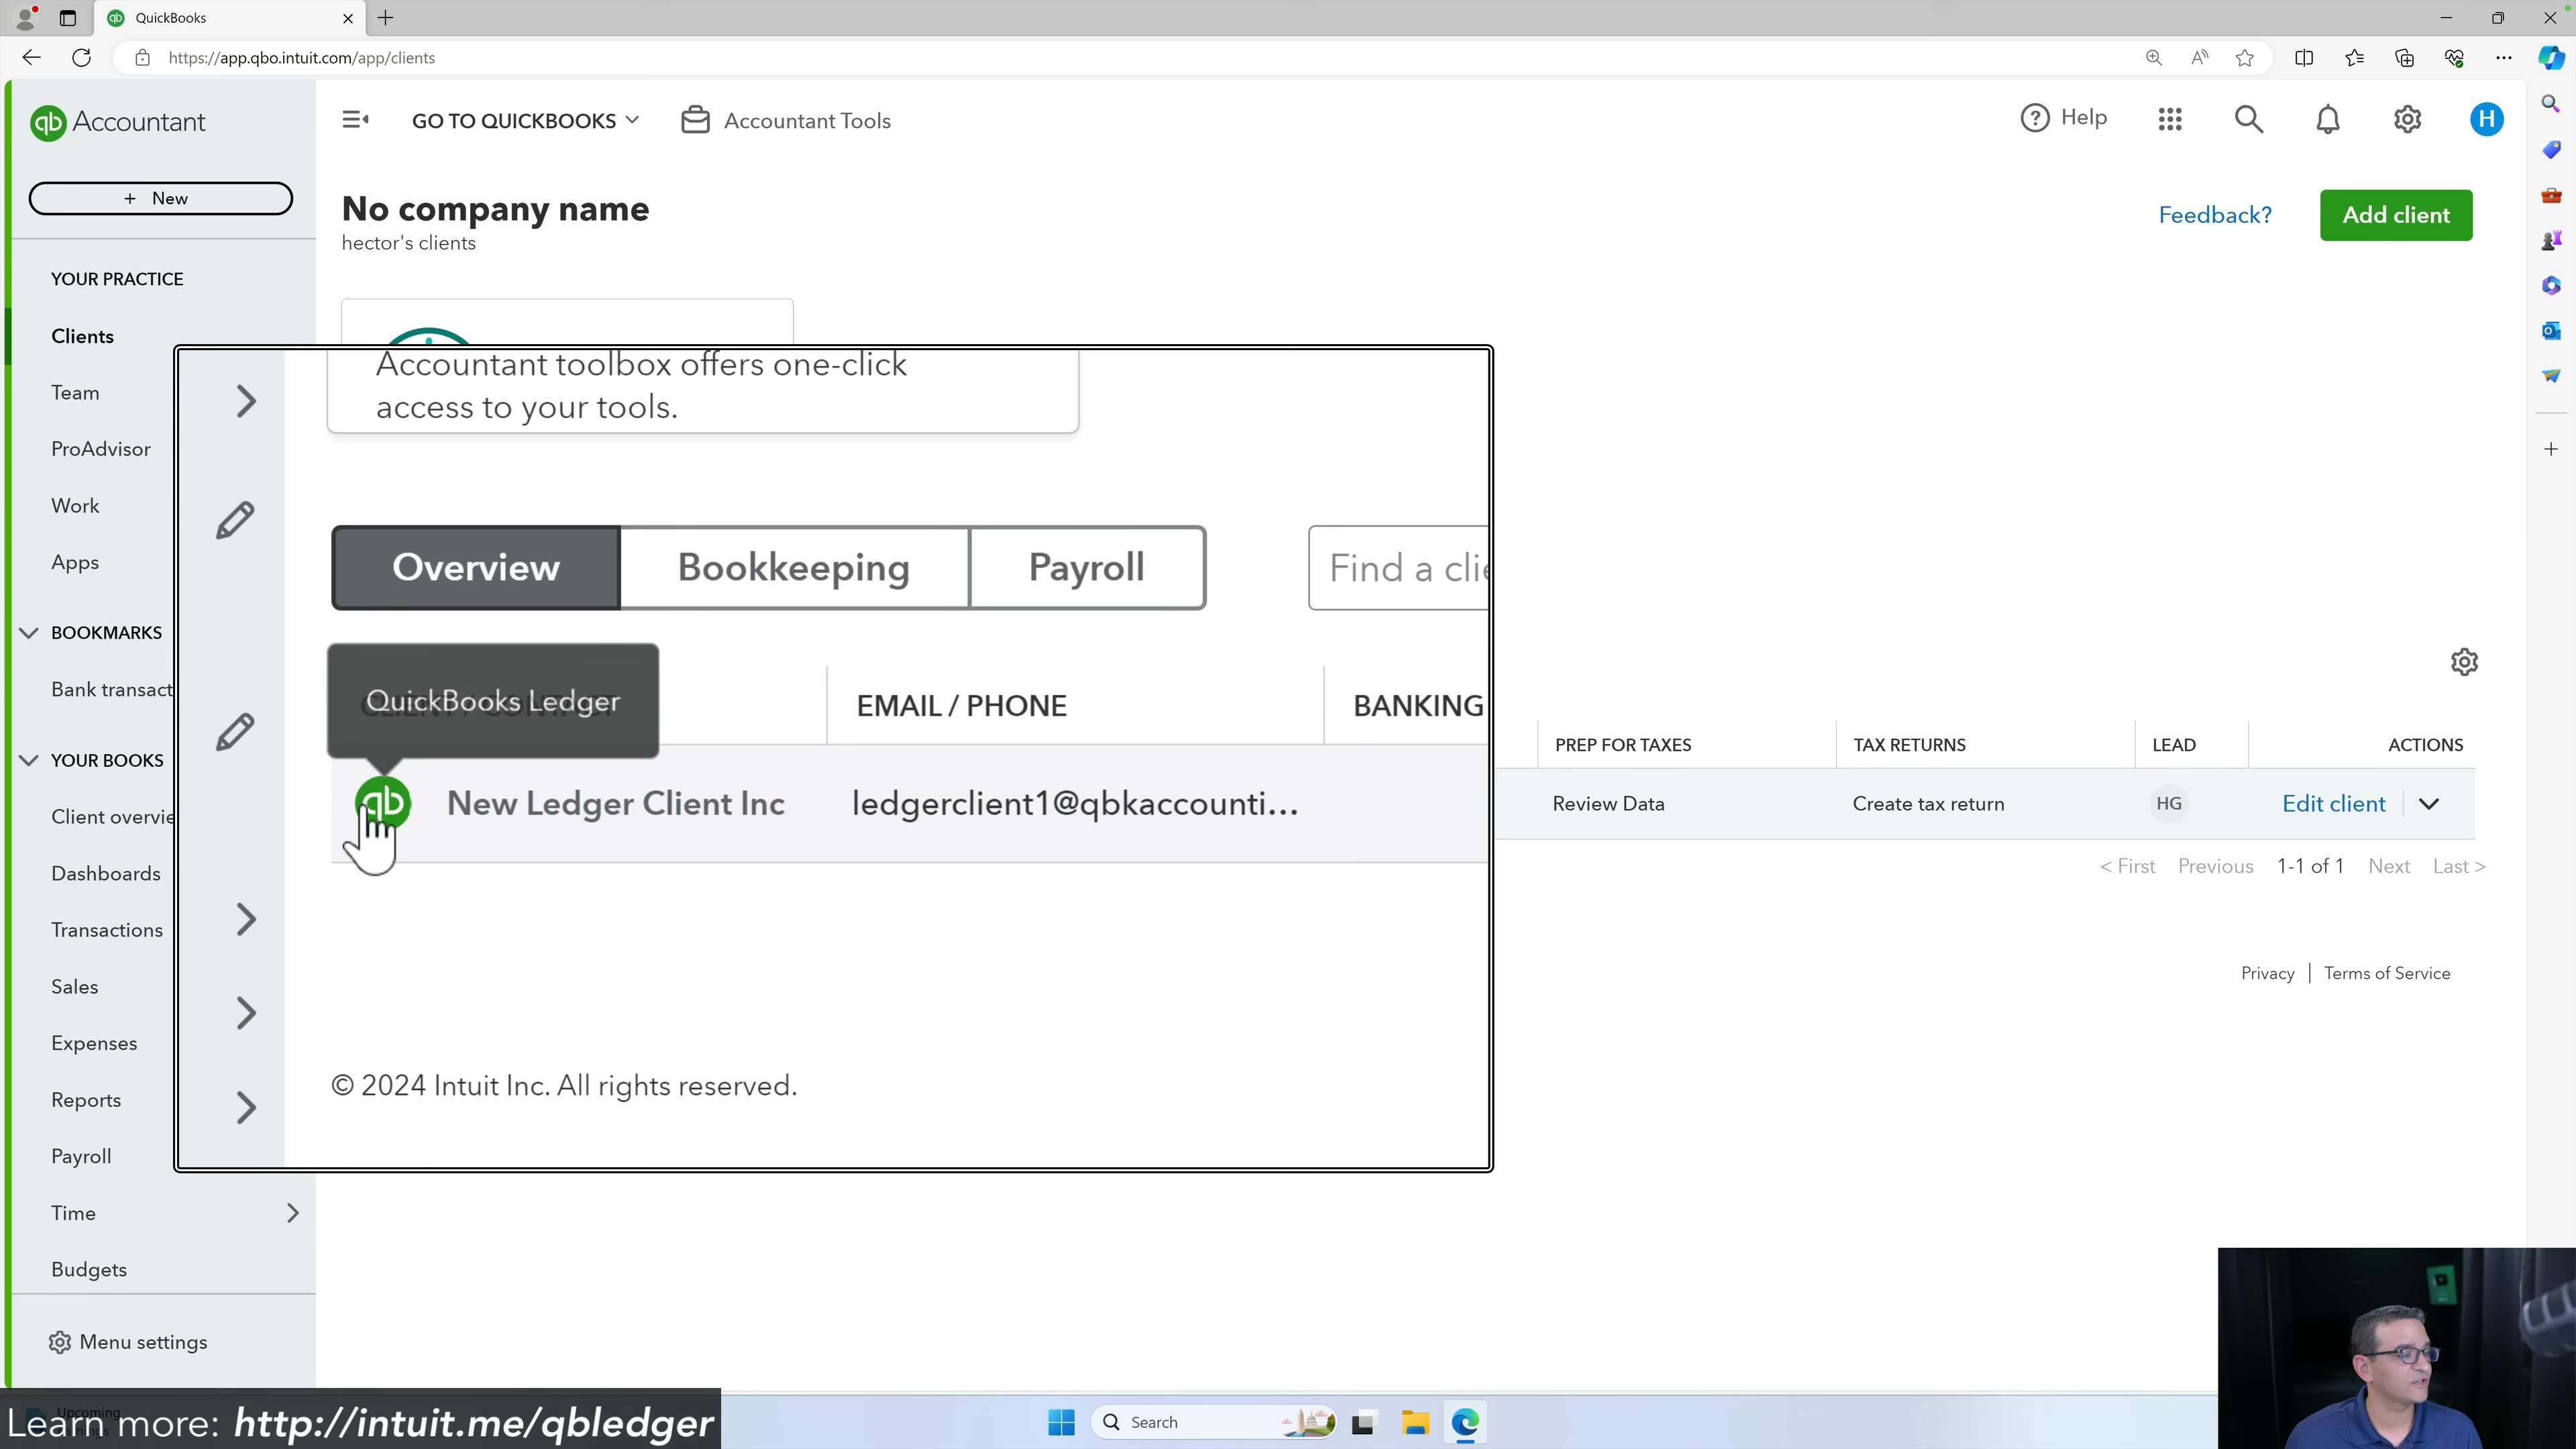 QuickBooks
https://app.qbo.intuit.com/app/clients
qb Accountant
GO TO QUICKBOOKS
Accountant Tools
Help
H
+ New
No company name
hector's clients
Feedback?
Add client
YOUR PRACTICE
Clients
Team
ProAdvisor
Work
Apps
BOOKMARKS
Bank transact
YOUR BOOKS
Client overvie
Dashboards
Transactions
Sales
Expenses
Reports
Payroll
Time
Budgets
Menu settings
Accountant toolbox offers one-click
access to your tools.
Overview
Bookkeeping
Payroll
Find a clie
QuickBooks Ledger
EMAIL / PHONE
BANKING
PREP FOR TAXES
TAX RETURNS
LEAD
ACTIONS
qb
New Ledger Client Inc
ledgerclient1@qbkaccounti...
Review Data
Create tax return
HG
Edit client
< First Previous 1-1 of 1 Next Last >
© 2024 Intuit Inc. All rights reserved.
Privacy | Terms of Service
Upcoming
Learn more: http://intuit.me/qbledger
Search